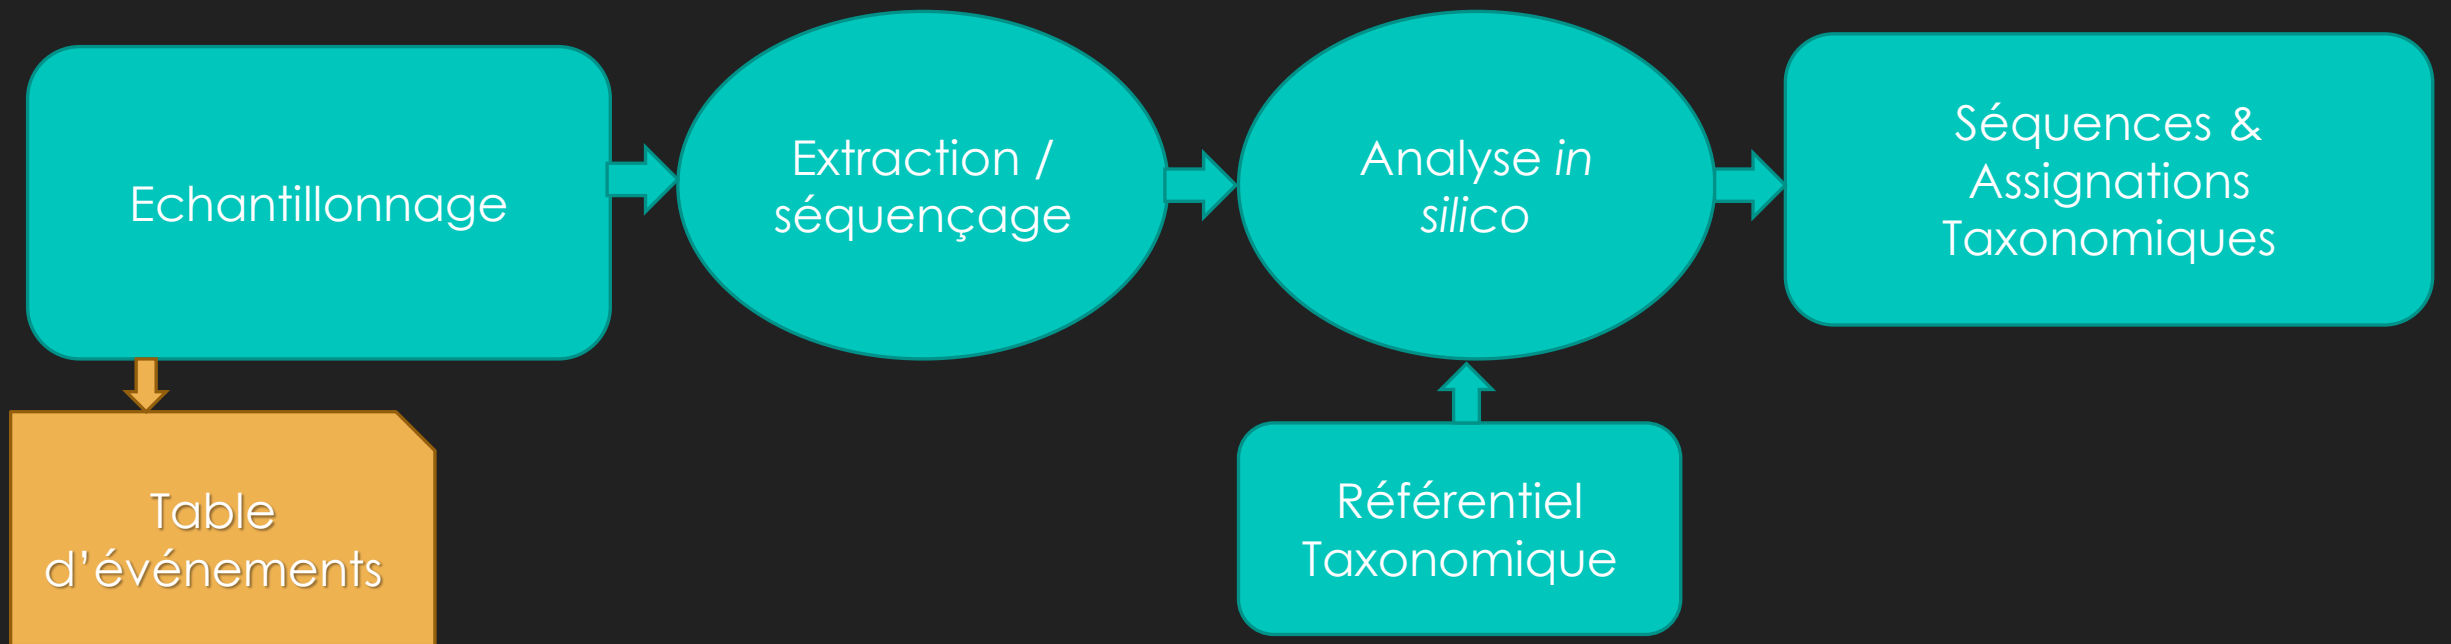 Echantillonnage
Extraction /
séquençage
Analyse in
silico
Séquences &
Assignations
Taxonomiques
Table
d'événements
Référentiel
Taxonomique